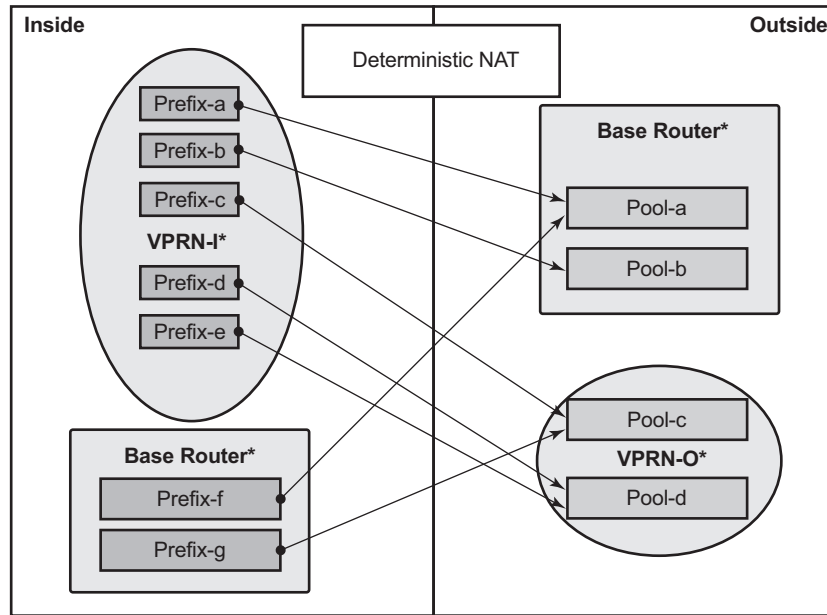 Inside
Deterministic NAT
Outside
Prefix-a
Prefix-b
Prefix-c
VPRN-I*
Prefix-d
Prefix-e
Base Router*
Prefix-f
Prefix-g
Base Router*
Pool-a
Pool-b
Pool-c
VPRN-O*
Pool-d